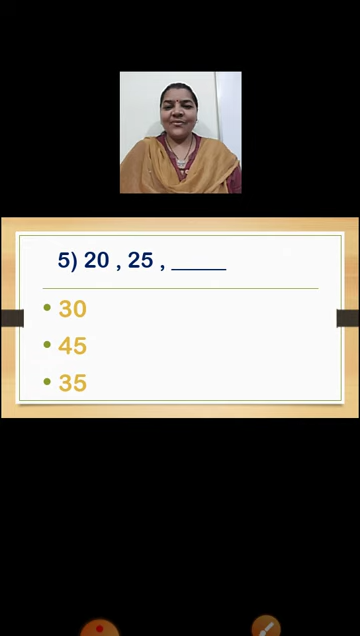 5) 20 , 25 , _____
• 30
• 45
• 35